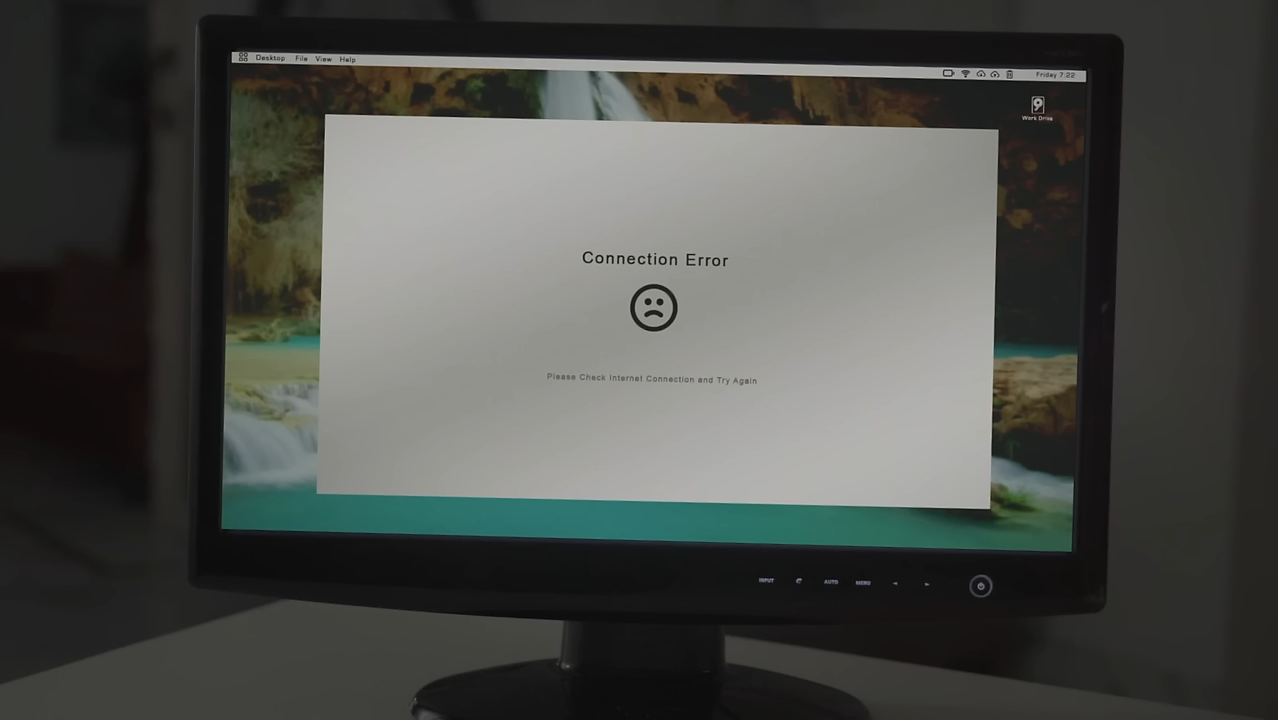 Desktop File View Help
Friday 7:22
Work Drive
Connection Error
Please Check Internet Connection and Try Again
INPUT AUTO MENU